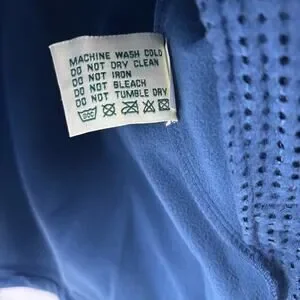 MACHINE WASH COLD
DO NOT DRY CLEAN
DO NOT IRON
DO NOT BLEACH
DO NOT TUMBLE DRY